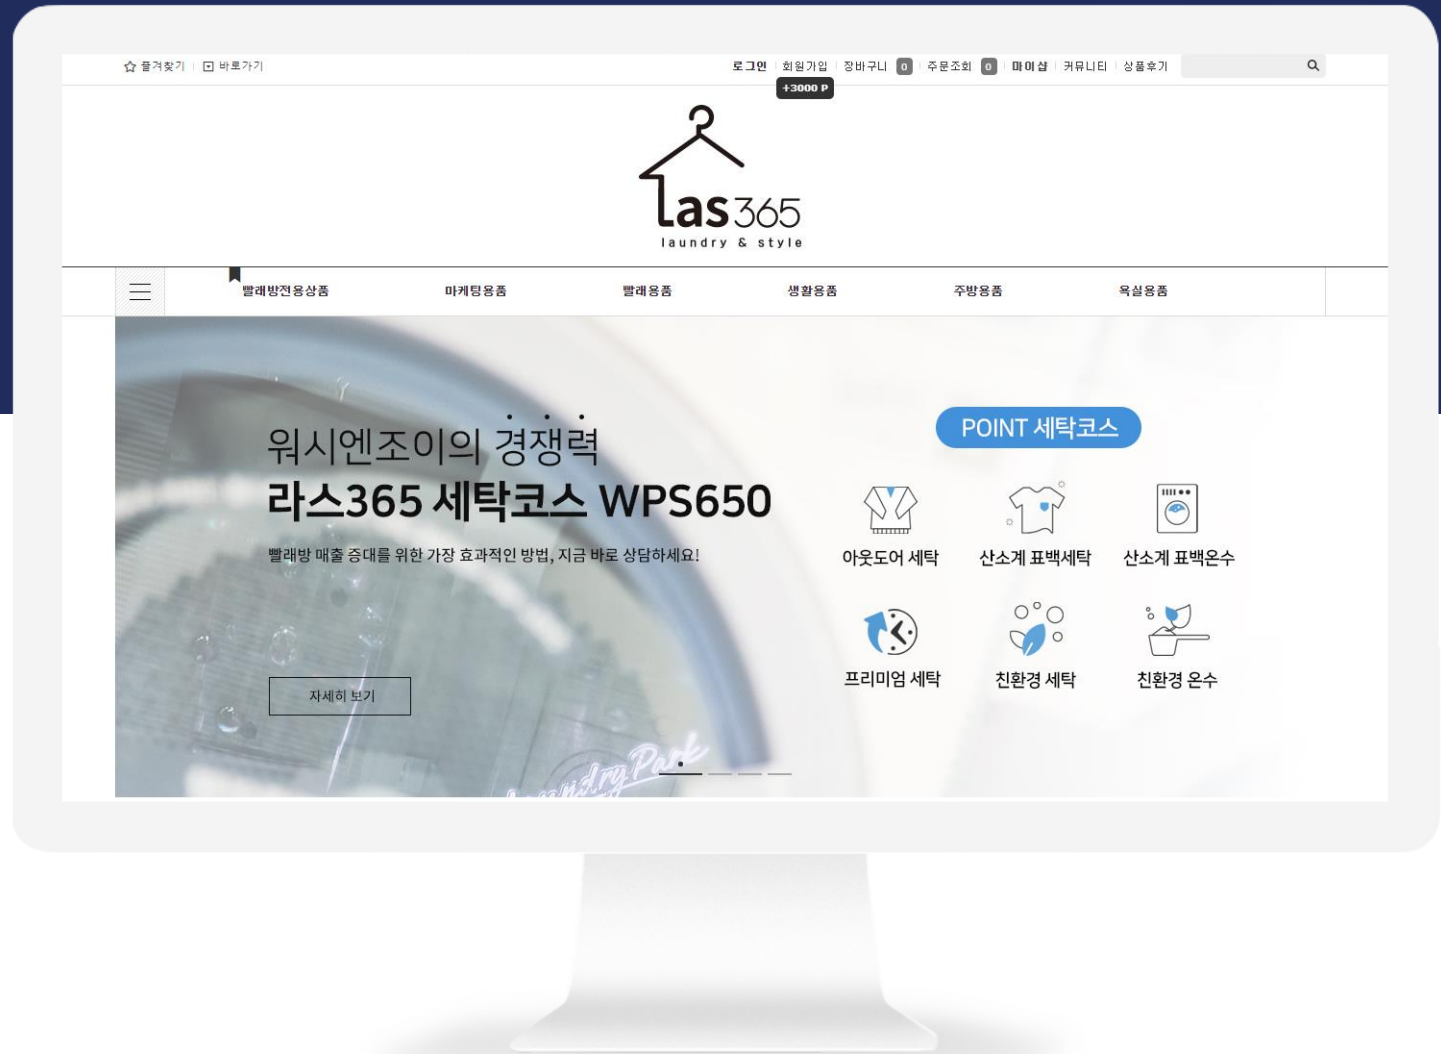 즐겨찾기 바로가기 로그인 회원가입 장바구니 0 주문조회 0 마이샵 커뮤니티 상품후기
+3000 P
Las365
laundry & style
빨래방전용상품 마케팅용품 빨래용품 생활용품 주방용품 욕실용품
워시엔조이의 경쟁력
라스365 세탁코스 WPS650
빨래방 매출 증대를 위한 가장 효과적인 방법, 지금 바로 상담하세요!
자세히 보기
POINT 세탁코스
아웃도어 세탁 산소계 표백세탁 산소계 표백온수
프리미엄 세탁 친환경 세탁 친환경 온수
Laundry Park